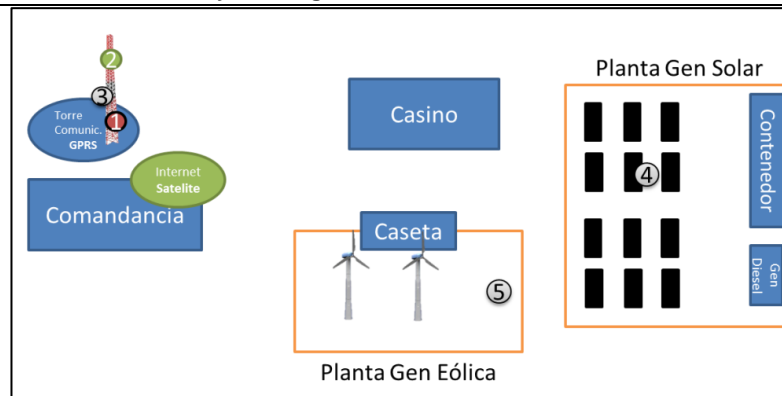 2
3
Torre
Comunic.
GPRS
1
Internet
Satelite
Comandancia
Casino
Caseta
5
Planta Gen Eólica
Planta Gen Solar
4
Contenedor
Gen
Diesel